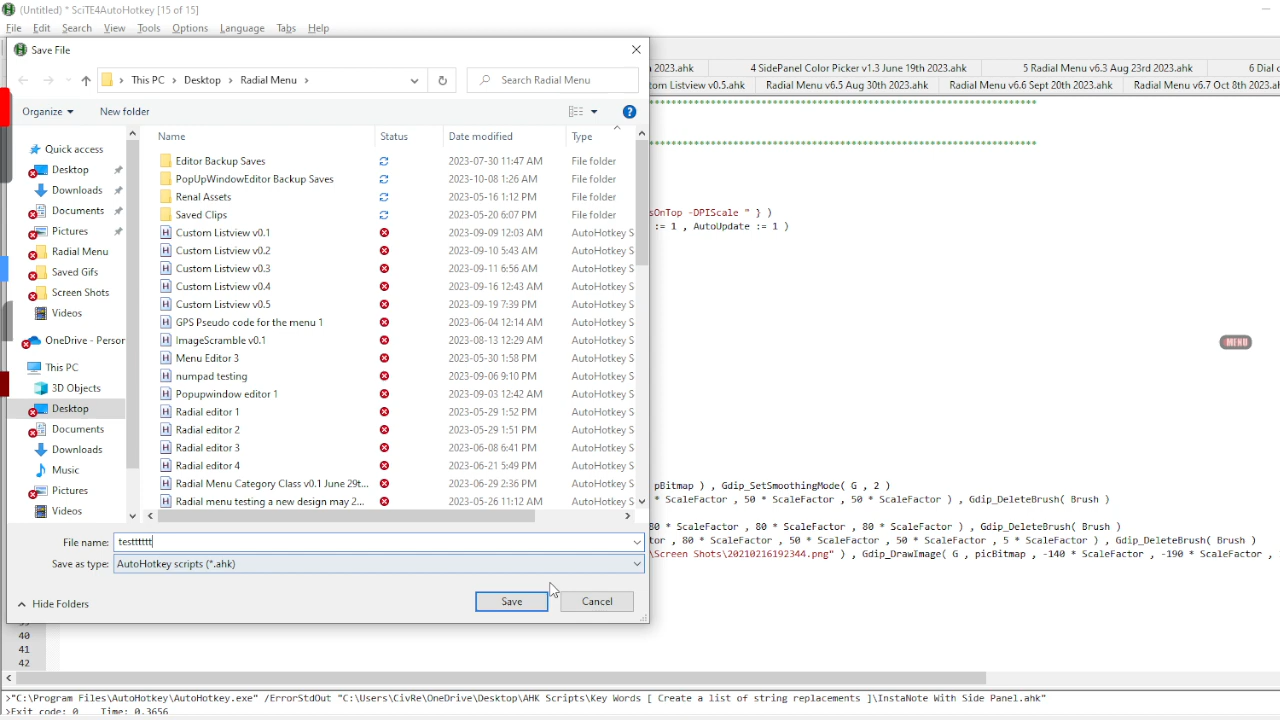 (Untitled) * SciTE4AutoHotkey [15 of 15]
File Edit Search View Tools Options Language Tabs Help
Save File
2023.ahk 4 SidePanel Color Picker v1.3 June 19th 2023.ahk 5 Radial Menu v6.3 Aug 23rd 2023.ahk 6 Dial
This PC > Desktop > Radial Menu > Search Radial Menu
Listview v0.5.ahk Radial Menu v6.5 Aug 30th 2023.ahk Radial Menu v6.6 Sept 20th 2023.ahk Radial Menu v6.7 Oct 8th 2023
Organize New folder
Name Status Date modified Type
Quick access
Desktop
Downloads
Documents
Pictures
Radial Menu
Saved Gifs
Screen Shots
Videos
OneDrive - Person
This PC
3D Objects
Desktop
Documents
Downloads
Music
Pictures
Videos
Editor Backup Saves 2023-07-30 11:47 AM File folder
PopUpWindowEditor Backup Saves 2023-10-08 1:26 AM File folder
Renal Assets 2023-05-16 1:12 PM File folder
Saved Clips 2023-05-20 6:07 PM File folder
Custom Listview v0.1 2023-09-09 12:03 AM AutoHotkey S
Custom Listview v0.2 2023-09-10 5:43 AM AutoHotkey S
Custom Listview v0.3 2023-09-11 6:56 AM AutoHotkey S
Custom Listview v0.4 2023-09-16 12:43 AM AutoHotkey S
Custom Listview v0.5 2023-09-19 7:39 PM AutoHotkey S
GPS Pseudo code for the menu 1 2023-06-04 12:14 AM AutoHotkey S
ImageScramble v0.1 2023-08-13 12:29 AM AutoHotkey S
Menu Editor 3 2023-05-30 1:58 PM AutoHotkey S
numpad testing 2023-09-06 9:10 PM AutoHotkey S
Popupwindow editor 1 2023-09-03 12:42 AM AutoHotkey S
Radial editor 1 2023-05-29 1:52 PM AutoHotkey S
Radial editor 2 2023-05-29 1:51 PM AutoHotkey S
Radial editor 3 2023-06-08 6:41 PM AutoHotkey S
Radial editor 4 2023-06-21 5:49 PM AutoHotkey S
Radial Menu Category Class v0.1 June 29t... 2023-06-29 2:36 PM AutoHotkey S
Radial menu testing a new design may 2... 2023-05-26 11:12 AM AutoHotkey S
File name: testttttt
Save as type: AutoHotkey scripts (*.ahk)
Hide Folders Save Cancel
*****************************************************************
*****************************************************************
sOnTop -DPIScale " } )
:= 1 , AutoUpdate := 1 )
MENU
pBitmap ) , Gdip_SetSmoothingMode( G , 2 )
* ScaleFactor , 50 * ScaleFactor , 50 * ScaleFactor ) , Gdip_DeleteBrush( Brush )
80 * ScaleFactor , 80 * ScaleFactor , 80 * ScaleFactor ) , Gdip_DeleteBrush( Brush )
tor , 80 * ScaleFactor , 50 * ScaleFactor , 50 * ScaleFactor , 5 * ScaleFactor ) , Gdip_DeleteBrush( Brush )
\Screen Shots\20210216192344.png" ) , Gdip_DrawImage( G , picBitmap , -140 * ScaleFactor , -190 * ScaleFactor ,
40
41
42
>"C:\Program Files\AutoHotkey\AutoHotkey.exe" /ErrorStdOut "C:\Users\CivRe\OneDrive\Desktop\AHK Scripts\Key Words [ Create a list of string replacements ]\InstaNote With Side Panel.ahk"
>Exit code: 0 Time: 0.3656